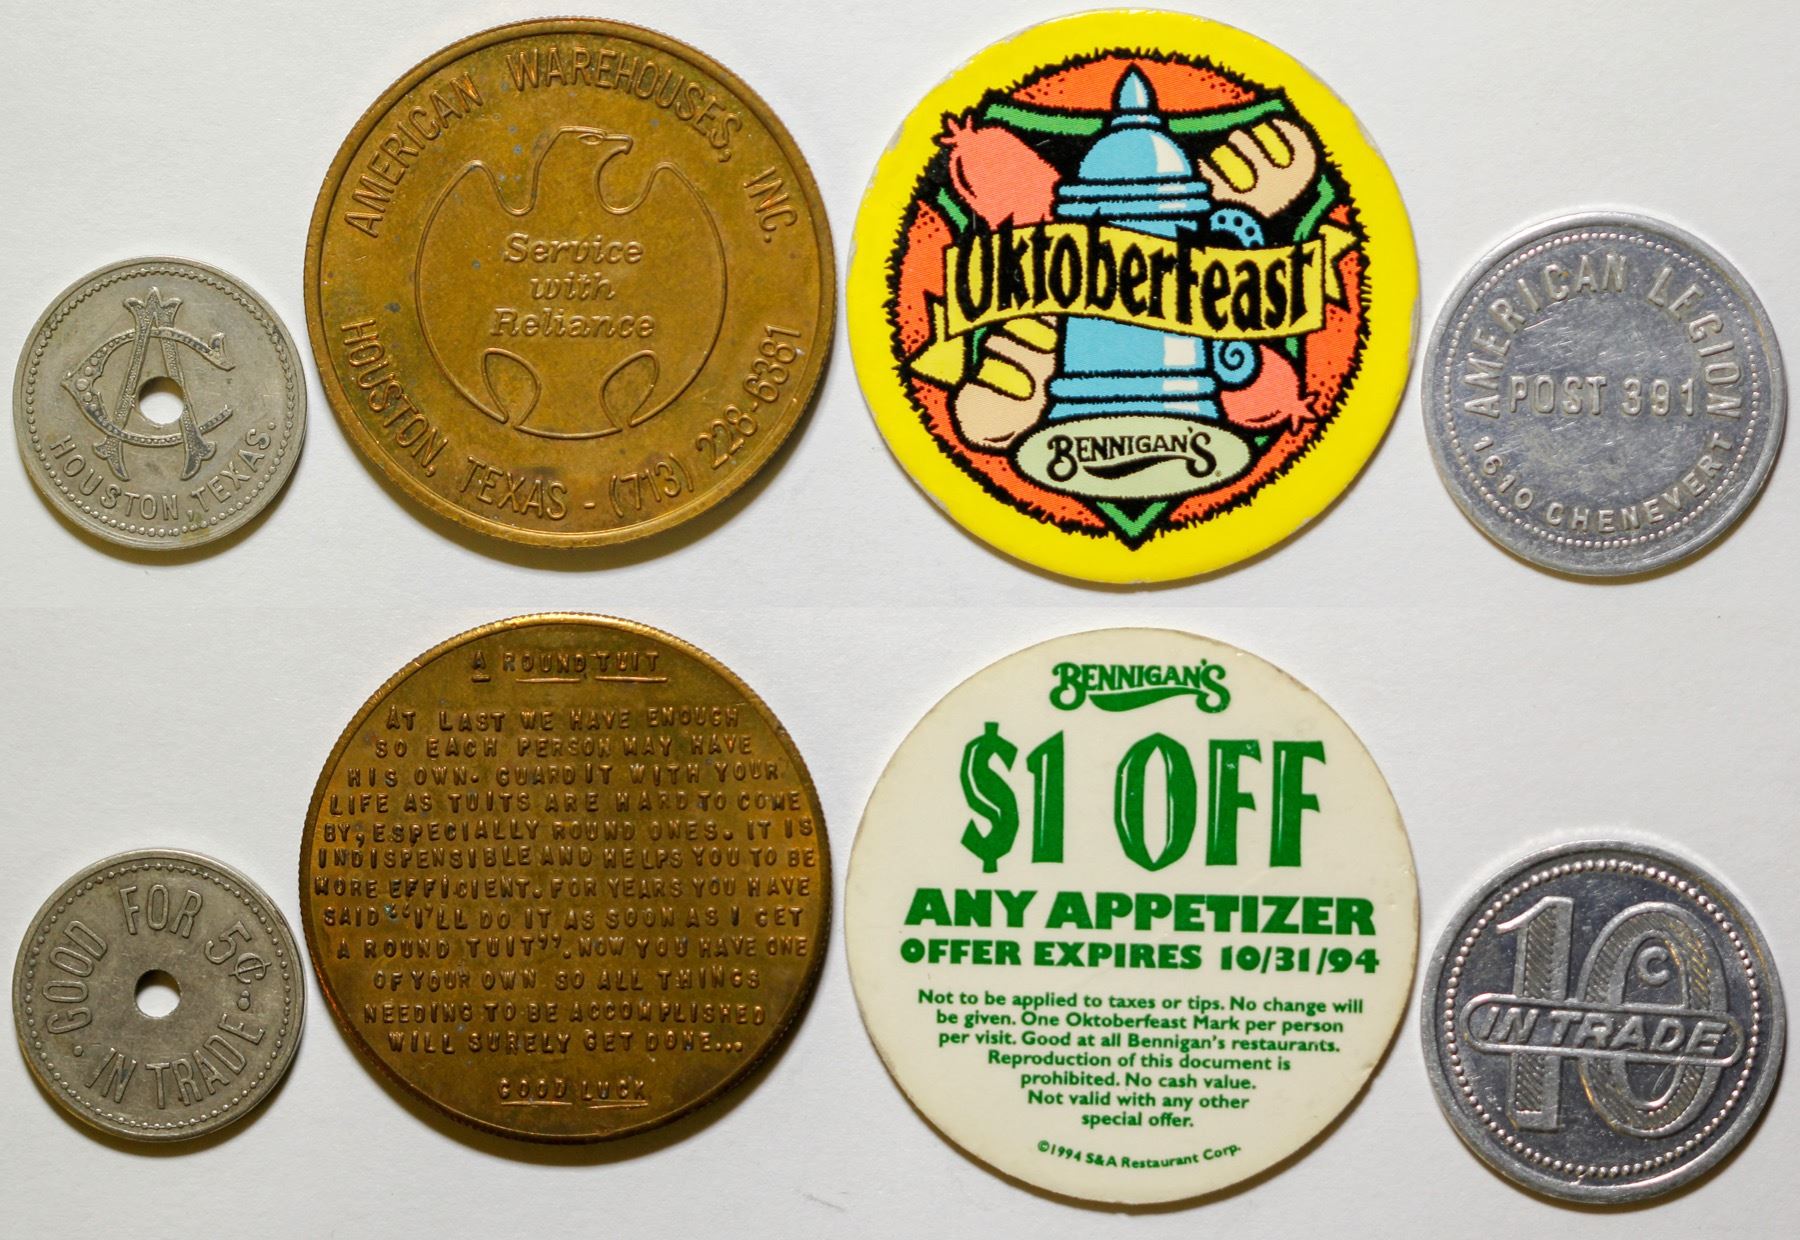 AC
HOUSTON, TEXAS.
AMERICAN WAREHOUSES, INC.
Service
with
Reliance
HOUSTON, TEXAS - (713) 228-6381
Oktoberfeast
BENNIGAN'S
AMERICAN LEGION
POST 391
1610 CHENEVERT
GOOD FOR 5¢
IN TRADE
A ROUND TUIT
AT LAST WE HAVE ENOUGH
SO EACH PERSON MAY HAVE
HIS OWN. GUARD IT WITH YOUR
LIFE AS TUITS ARE HARD TO COME
BY, ESPECIALLY ROUND ONES. IT IS
INDISPENSIBLE AND HELPS YOU TO BE
MORE EFFICIENT. FOR YEARS YOU HAVE
SAID "I'LL DO IT AS SOON AS I GET
A ROUND TUIT". NOW YOU HAVE ONE
OF YOUR OWN SO ALL THINGS
NEEDING TO BE ACCOMPLISHED
WILL SURELY GET DONE...
GOOD LUCK
BENNIGAN'S
$1 OFF
ANY APPETIZER
OFFER EXPIRES 10/31/94
Not to be applied to taxes or tips. No change will
be given. One Oktoberfeast Mark per person
per visit. Good at all Bennigan's restaurants.
Reproduction of this document is
prohibited. No cash value.
Not valid with any other
special offer.
©1994 S&A Restaurant Corp.
10 C
IN TRADE